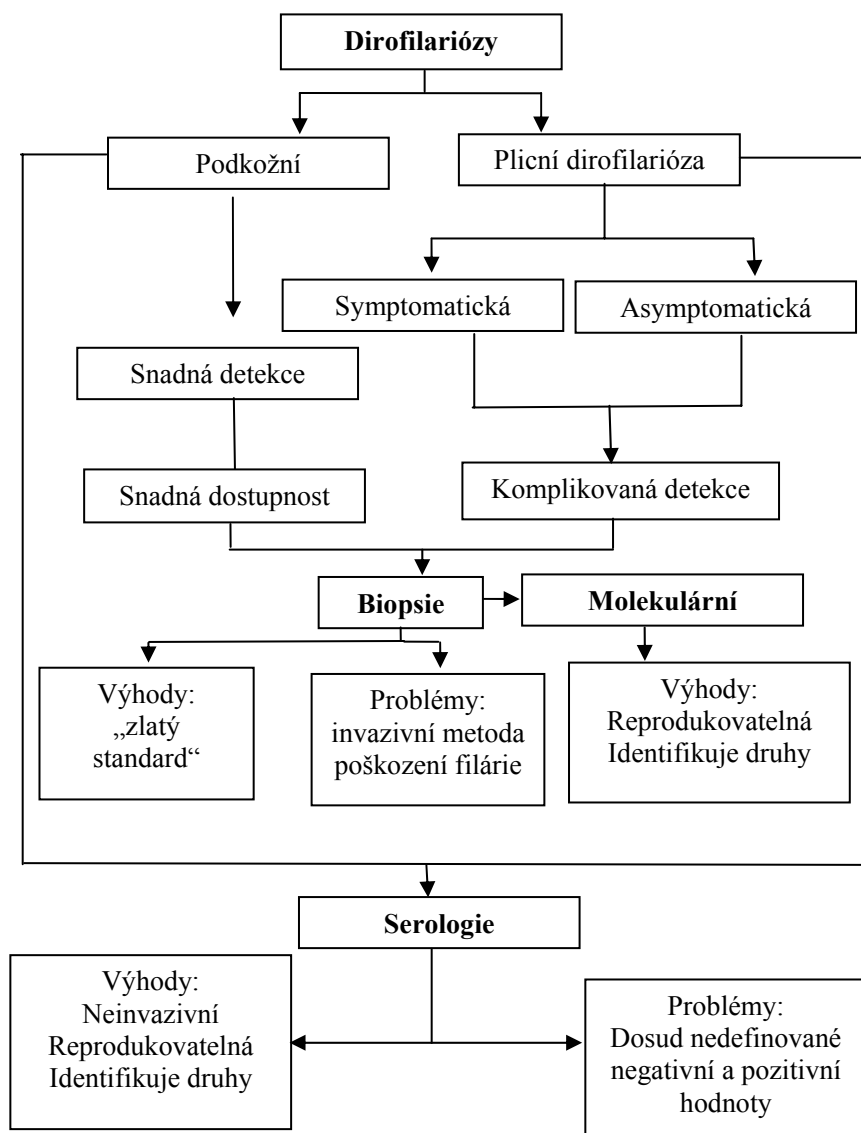 Dirofilariózy
Podkožní
Plicní dirofilarióza
Symptomatická
Asymptomatická
Snadná detekce
Snadná dostupnost
Komplikovaná detekce
Biopsie
Molekulární
Výhody:
„zlatý
standard“
Problémy:
invazivní metoda
poškození filárie
Výhody:
Reprodukovatelná
Identifikuje druhy
Serologie
Výhody:
Neinvazivní
Reprodukovatelná
Identifikuje druhy
Problémy:
Dosud nedefinované
negativní a pozitivní
hodnoty